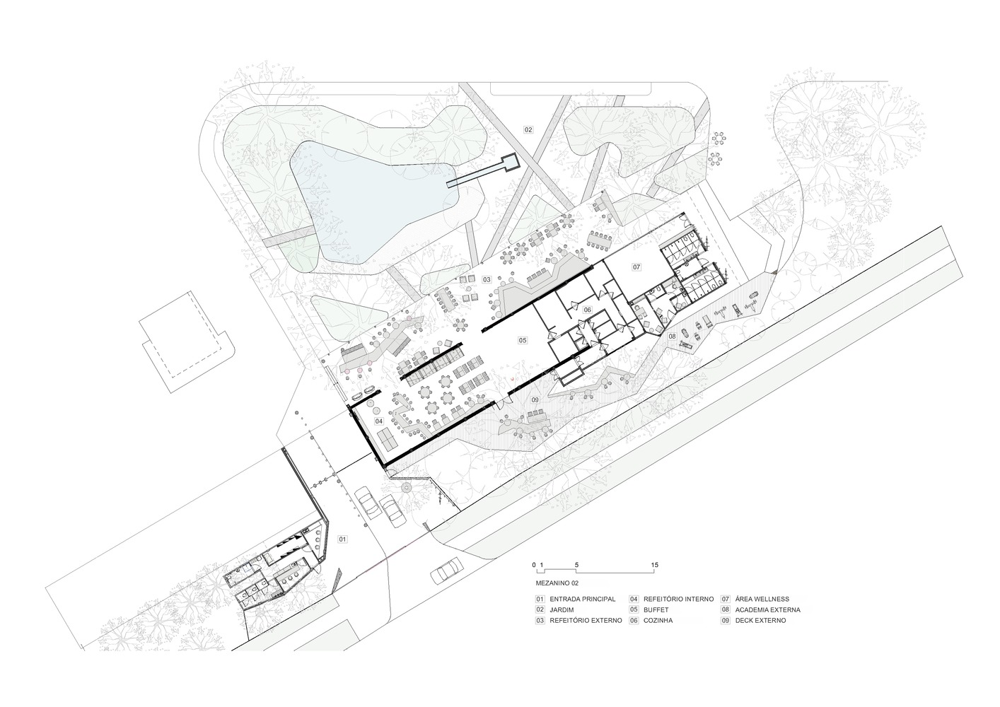 02
07
03
06
08
05
09
04
01
0 1 5 15
MEZANINO 02
01 ENTRADA PRINCIPAL 04 REFEITÓRIO INTERNO 07 ÁREA WELLNESS
02 JARDIM 05 BUFFET 08 ACADEMIA EXTERNA
03 REFEITÓRIO EXTERNO 06 COZINHA 09 DECK EXTERNO